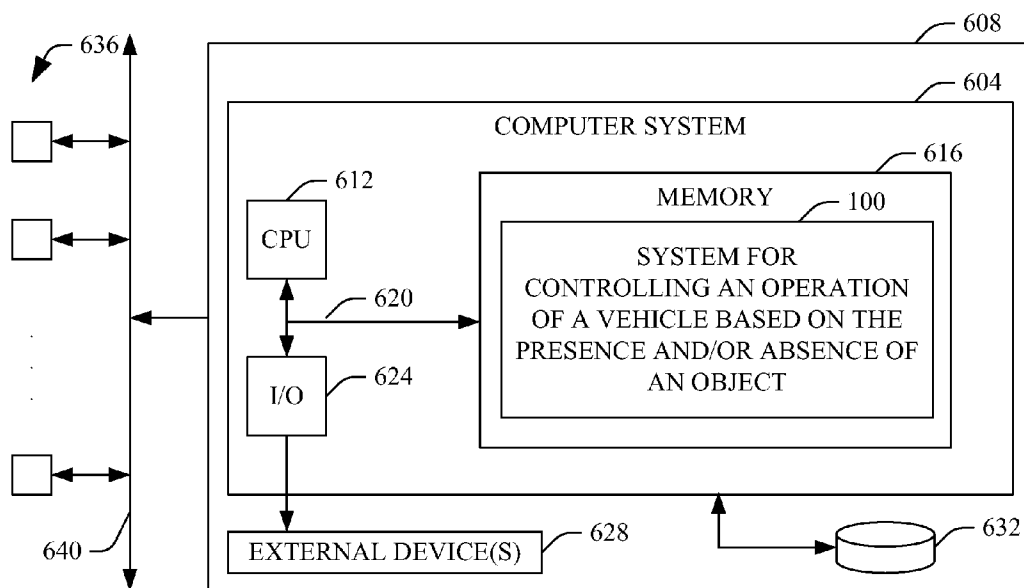 636
608
604
COMPUTER SYSTEM
616
612
MEMORY
100
CPU
SYSTEM FOR
CONTROLLING AN OPERATION
OF A VEHICLE BASED ON THE
PRESENCE AND/OR ABSENCE OF
AN OBJECT
620
624
I/O
640
EXTERNAL DEVICE(S)
628
632